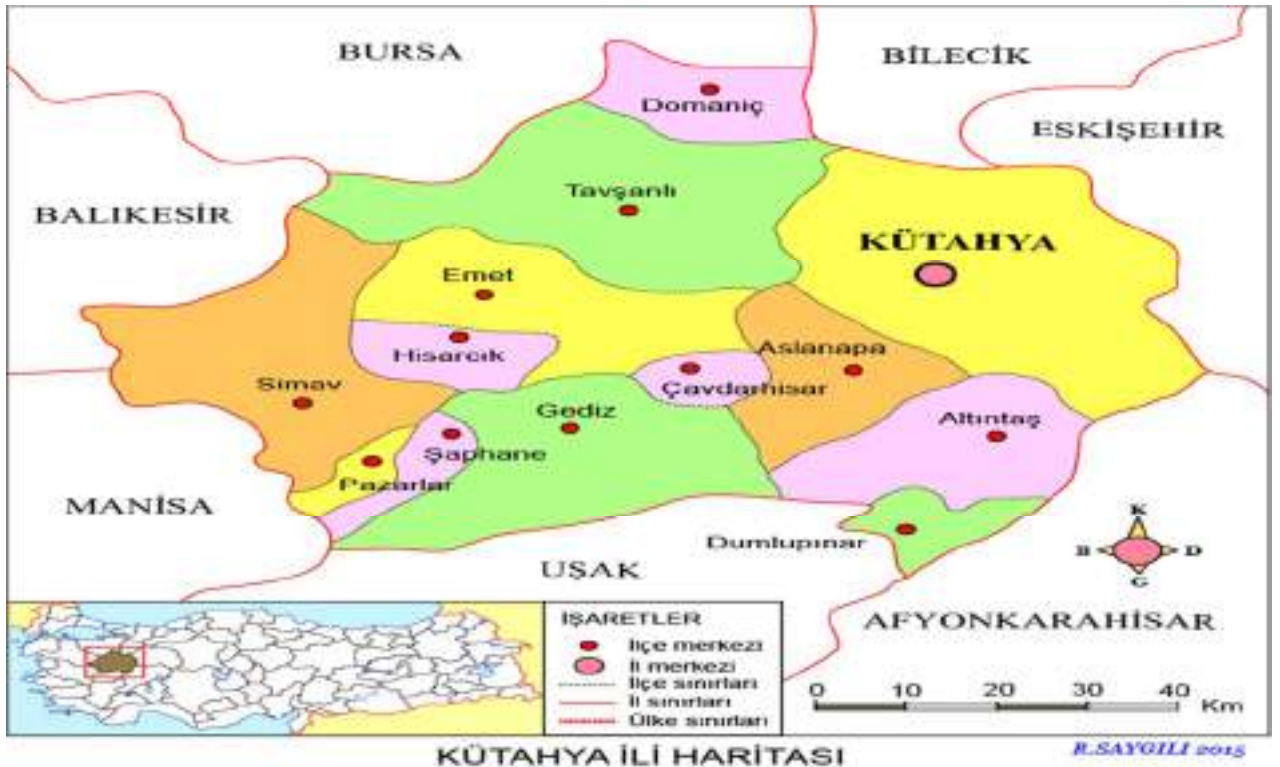 BURSA
BİLECİK
Domaniç
ESKİŞEHİR
Tavşanlı
BALIKESİR
KÜTAHYA
Emet
Hisarcık
Aslanapa
Simav
Çavdarhisar
Gediz
Altıntaş
Şaphane
Pazarlar
MANİSA
K
Dumlupınar
B D
UŞAK
G
İŞARETLER
AFYONKARAHİSAR
İlçe merkezi
İl merkezi
İlçe sınırları
0 10 20 30 40
İl sınırları
Km
Ülke sınırları
KÜTAHYA İLİ HARİTASI
R.SAYGILI 2015